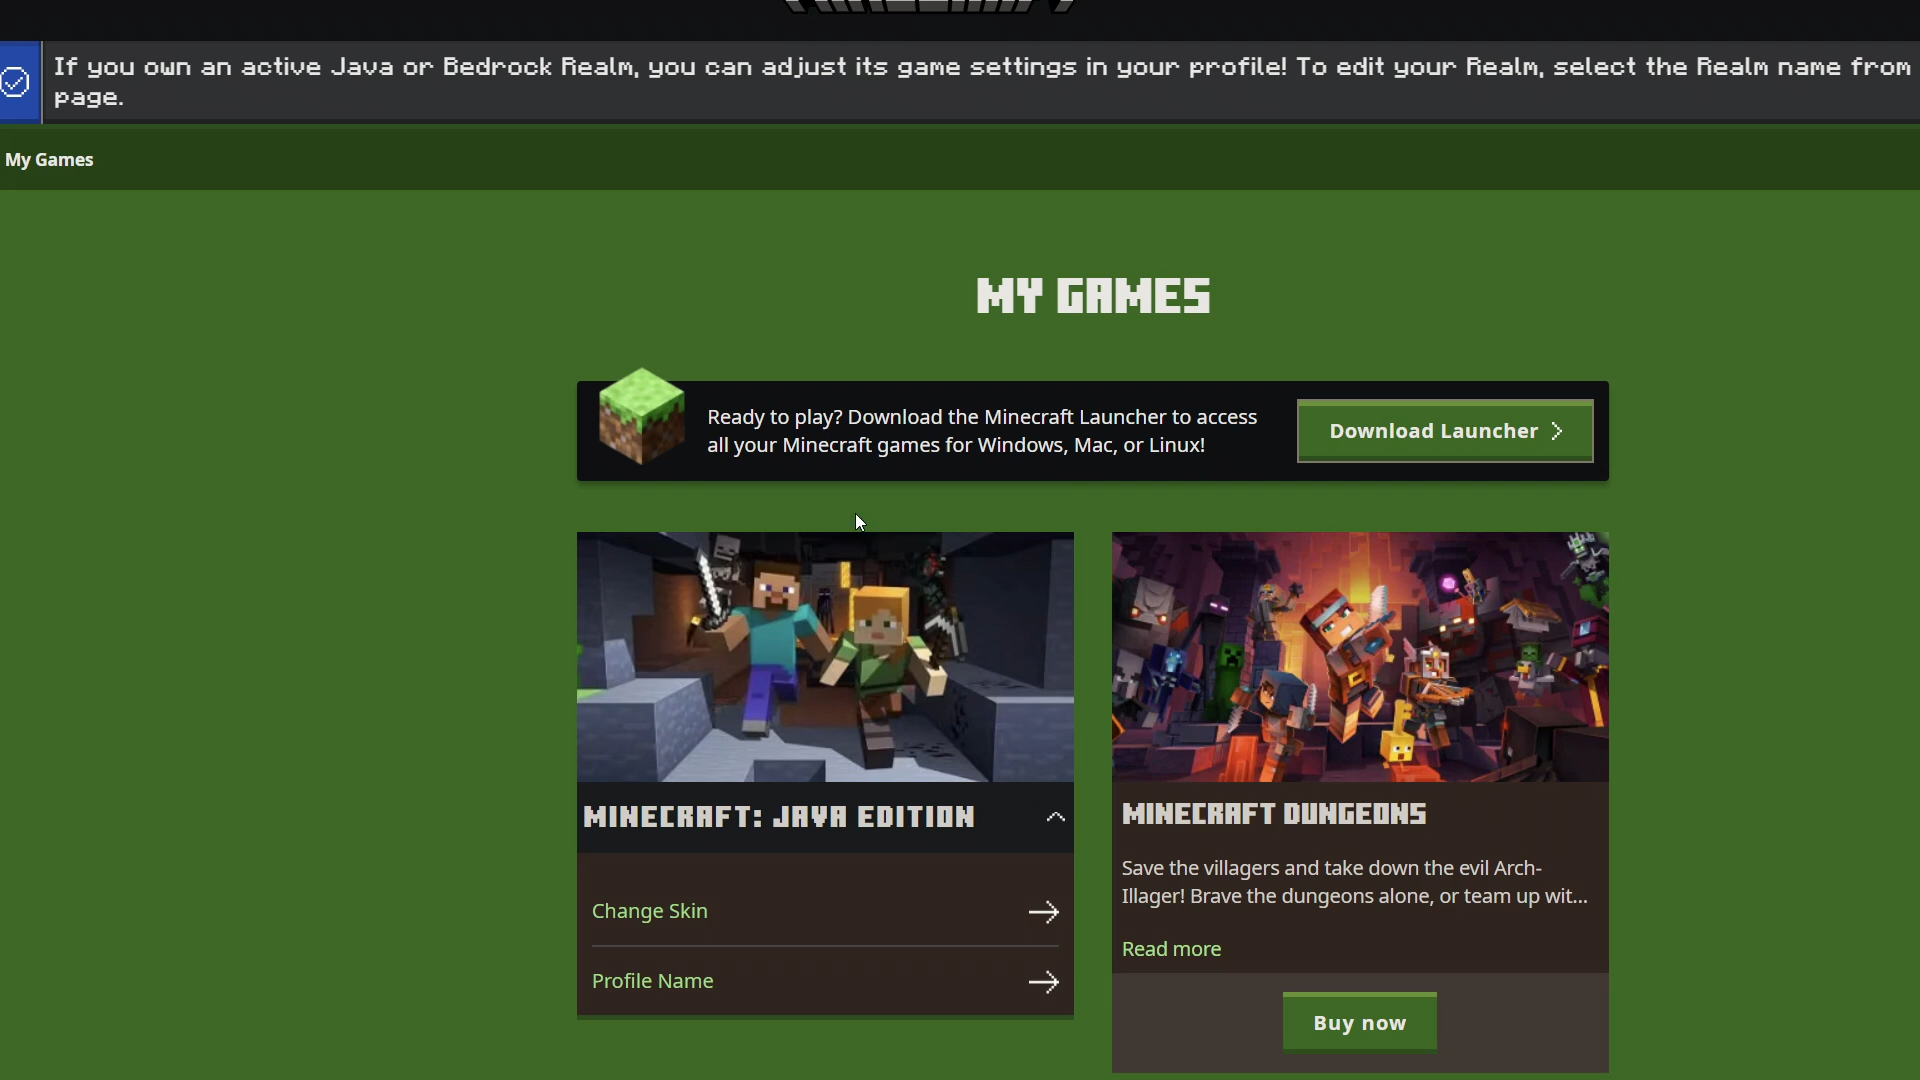 If you own an active Java or Bedrock Realm, you can adjust its game settings in your profile! To edit your Realm, select the Realm name from
page.
My Games
MY GAMES
Ready to play? Download the Minecraft Launcher to access
all your Minecraft games for Windows, Mac, or Linux!
Download Launcher
MINECRAFT: JAVA EDITION
Change Skin
Profile Name
MINECRAFT DUNGEONS
Save the villagers and take down the evil Arch-
Illager! Brave the dungeons alone, or team up wit...
Read more
Buy now